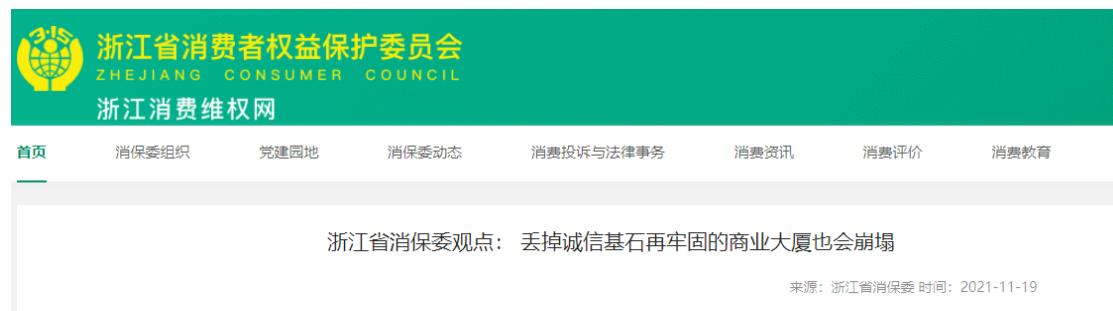 3·15
浙江省消费者权益保护委员会
ZHEJIANG CONSUMER COUNCIL
浙江消费维权网
首页 消保委组织 党建园地 消保委动态 消费投诉与法律事务 消费资讯 消费评价 消费教育
浙江省消保委观点： 丢掉诚信基石再牢固的商业大厦也会崩塌
来源：浙江省消保委 时间：2021-11-19